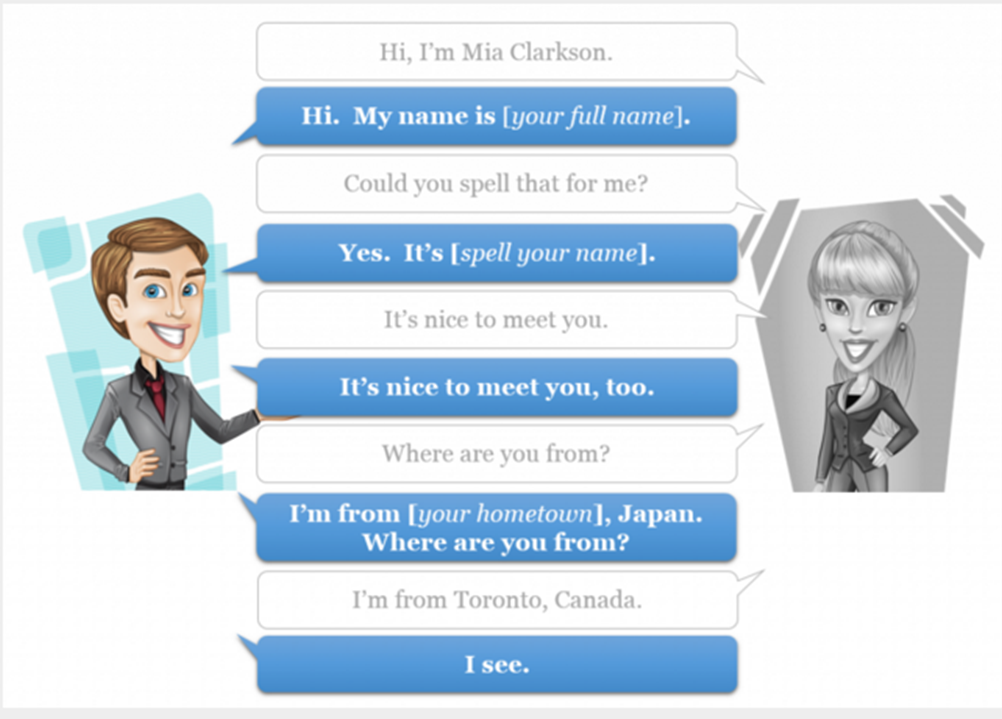 Hi, I’m Mia Clarkson.
Hi. My name is [your full name].
Could you spell that for me?
Yes. It’s [spell your name].
It’s nice to meet you.
It’s nice to meet you, too.
Where are you from?
I’m from [your hometown], Japan.
Where are you from?
I’m from Toronto, Canada.
I see.